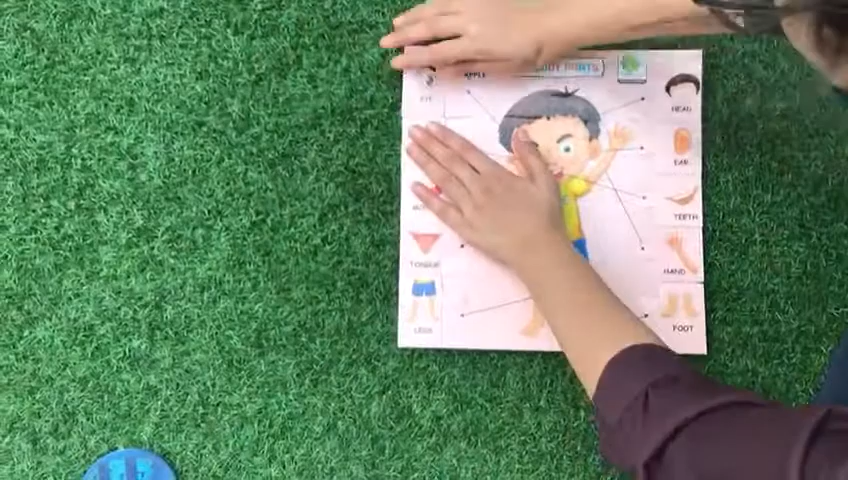 BODY PARTS
APPLE
HEAD
EYE
EAR
TEETH
TONGUE
HAND
LEGS
FOOT